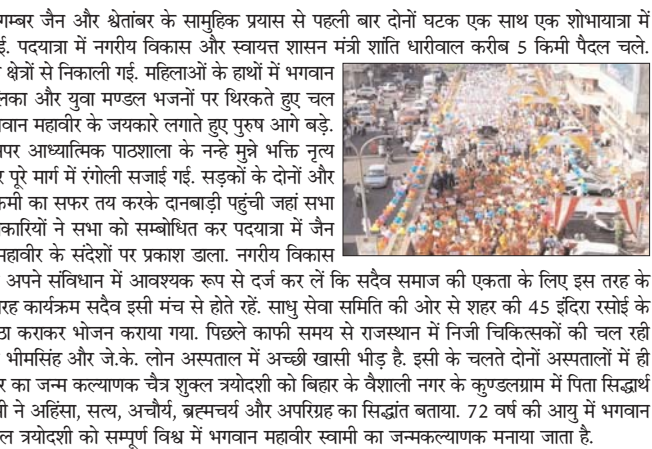 गम्बर जैन और श्वेतांबर के सामुहिक प्रयास से पहली बार दोनों घटक एक साथ एक शोभायात्रा में
ई. पदयात्रा में नगरीय विकास और स्वायत्त शासन मंत्री शांति धारीवाल करीब 5 किमी पैदल चले.
क्षेत्रों से निकाली गई. महिलाओं के हाथों में भगवान
लिका और युवा मण्डल भजनों पर थिरकते हुए चल
गवान महावीर के जयकारे लगाते हुए पुरुष आगे बड़े.
सपर आध्यात्मिक पाठशाला के नन्हे मुन्ने भक्ति नृत्य
र पूरे मार्ग में रंगोली सजाई गई. सड़कों के दोनों और
कमी का सफर तय करके दानबाड़ी पहुंची जहां सभा
कारियों ने सभा को सम्बोधित कर पदयात्रा में जैन
महावीर के संदेशों पर प्रकाश डाला. नगरीय विकास
अपने संविधान में आवश्यक रूप से दर्ज कर लें कि सदैव समाज की एकता के लिए इस तरह के
रह कार्यक्रम सदैव इसी मंच से होते रहें. साधु सेवा समिति की ओर से शहर की 45 इंदिरा रसोई के
ठा कराकर भोजन कराया गया. पिछले काफी समय से राजस्थान में निजी चिकित्सकों की चल रही
भीमसिंह और जे.के. लोन अस्पताल में अच्छी खासी भीड़ है. इसी के चलते दोनों अस्पतालों में ही
र का जन्म कल्याणक चैत्र शुक्ल त्रयोदशी को बिहार के वैशाली नगर के कुण्डलग्राम में पिता सिद्धार्थ
ी ने अहिंसा, सत्य, अचौर्य, ब्रह्मचर्य और अपरिग्रह का सिद्धांत बताया. 72 वर्ष की आयु में भगवान
ल त्रयोदशी को सम्पूर्ण विश्व में भगवान महावीर स्वामी का जन्मकल्याणक मनाया जाता है.